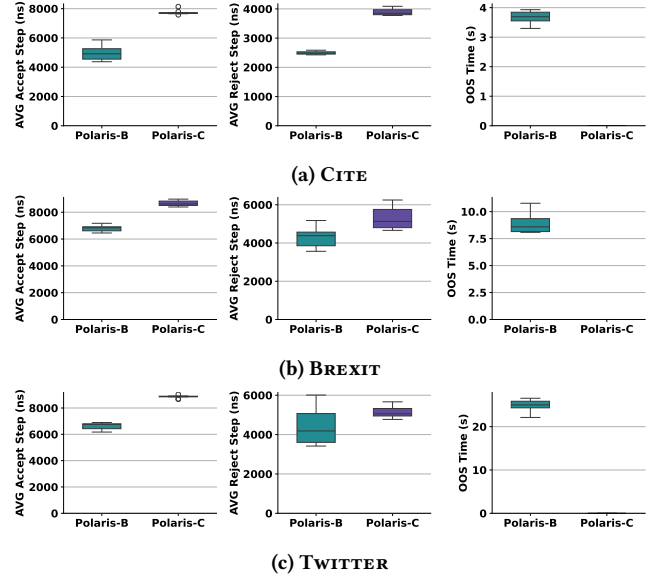 AVG Accept Step (ns)
8000
6000
4000
2000
0
Polaris-B
Polaris-C
AVG Reject Step (ns)
4000
3000
2000
1000
0
Polaris-B
Polaris-C
OOS Time (s)
4
3
2
1
0
Polaris-B
Polaris-C
(a) CITE
AVG Accept Step (ns)
8000
6000
4000
2000
0
Polaris-B
Polaris-C
AVG Reject Step (ns)
6000
4000
2000
0
Polaris-B
Polaris-C
OOS Time (s)
10.0
7.5
5.0
2.5
0.0
Polaris-B
Polaris-C
(b) BREXIT
AVG Accept Step (ns)
8000
6000
4000
2000
0
Polaris-B
Polaris-C
AVG Reject Step (ns)
6000
4000
2000
0
Polaris-B
Polaris-C
OOS Time (s)
20
10
0
Polaris-B
Polaris-C
(c) TWITTER